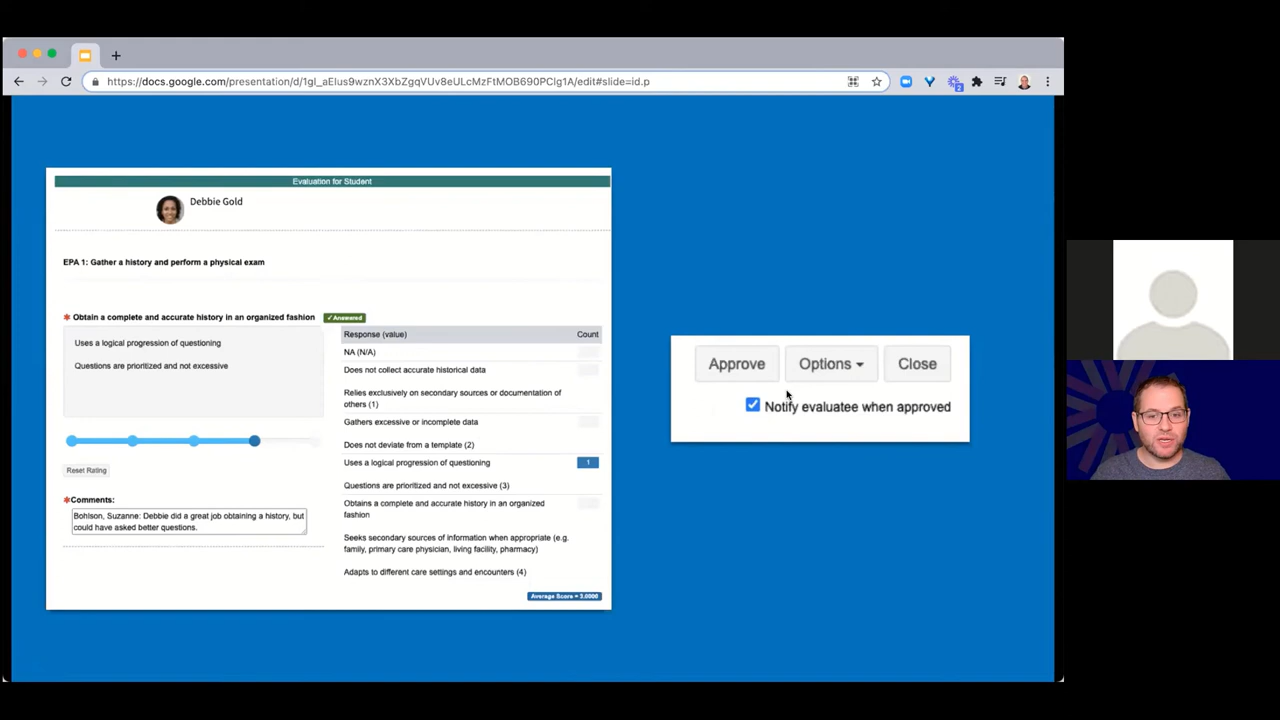 https://docs.google.com/presentation/d/1gl_aElus9wznX3XbZgqVUv8eULcMzFtMOB690PClg1A/edit#slide=id.p
2
Evaluation for Student
Debbie Gold
EPA 1: Gather a history and perform a physical exam
* Obtain a complete and accurate history in an organized fashion ✓Answered
Uses a logical progression of questioning
Questions are prioritized and not excessive
Reset Rating
*Comments:
Bohlson, Suzanne: Debbie did a great job obtaining a history, but
could have asked better questions.
Response (value) Count
NA (N/A)
Does not collect accurate historical data
Relies exclusively on secondary sources or documentation of
others (1)
Gathers excessive or incomplete data
Does not deviate from a template (2)
Uses a logical progression of questioning 1
Questions are prioritized and not excessive (3)
Obtains a complete and accurate history in an organized
fashion
Seeks secondary sources of information when appropriate (e.g.
family, primary care physician, living facility, pharmacy)
Adapts to different care settings and encounters (4)
Average Score = 3.0000
Approve Options Close
Notify evaluatee when approved